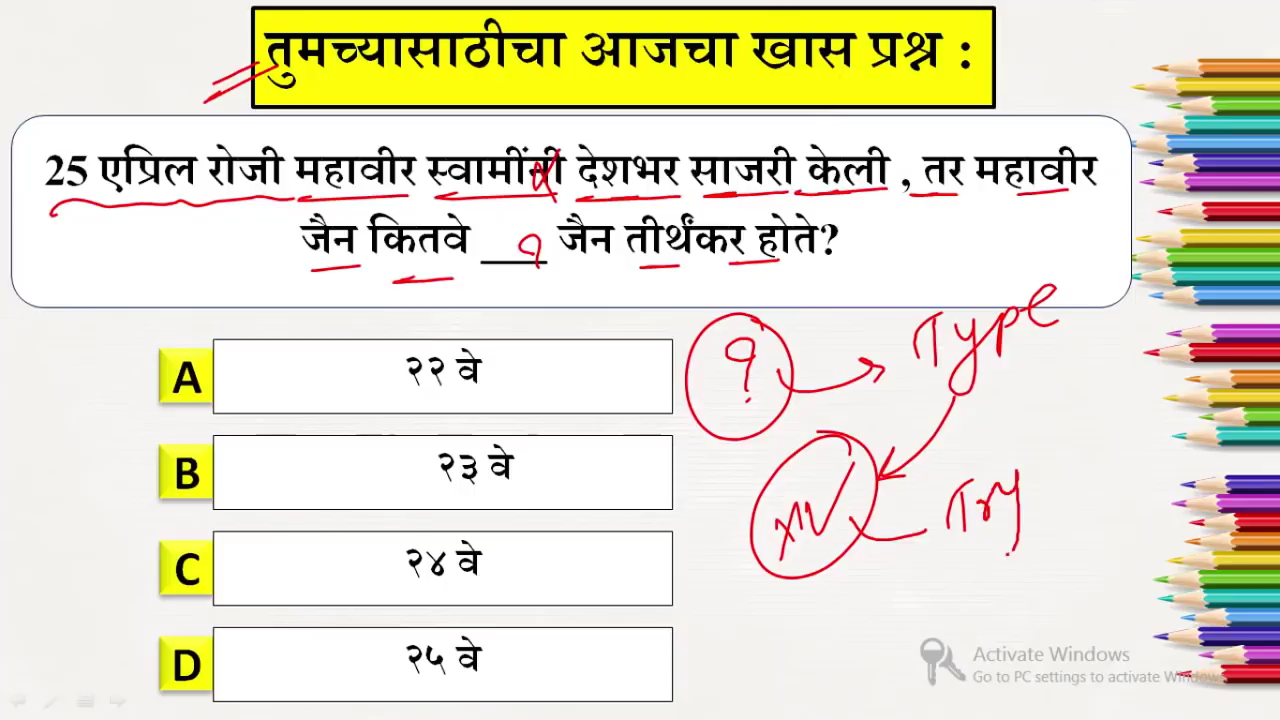 तुमच्यासाठीचा आजचा खास प्रश्न :
25 एप्रिल रोजी महावीर स्वामींनी देशभर साजरी केली , तर महावीर
जैन कितवे ___ जैन तीर्थंकर होते?
?
A २२ वे
? Type
B २३ वे
Try
C २४ वे
D २५ वे
Activate Windows
Go to PC settings to activate Windows.